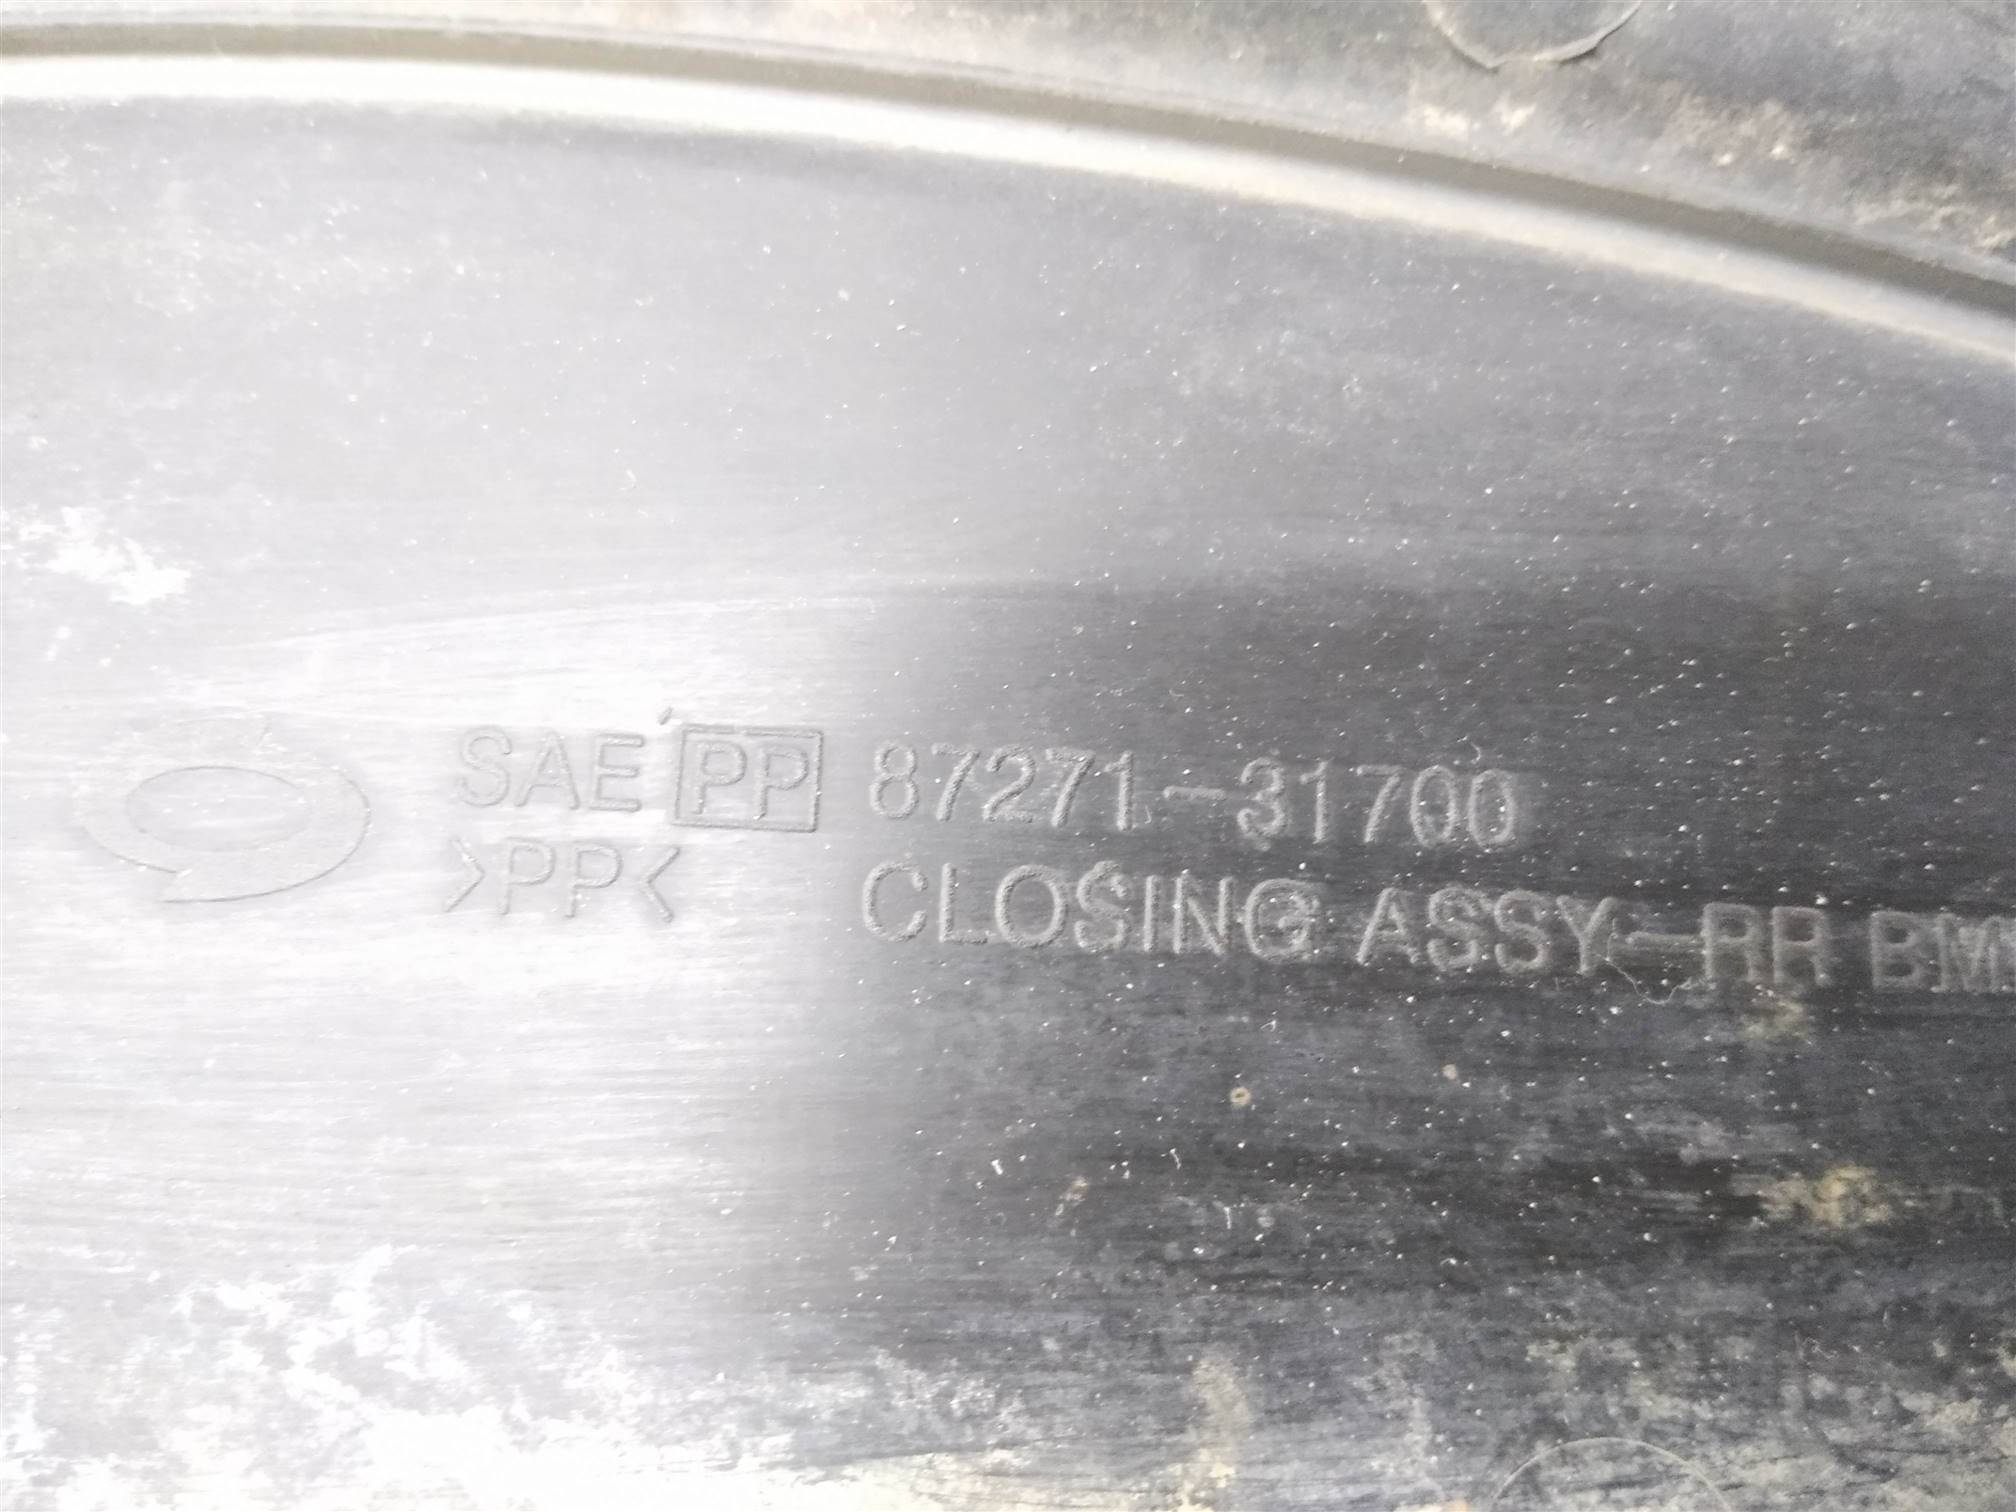 SAE PP 87271-31700
>PP< CLOSING ASSY-RR